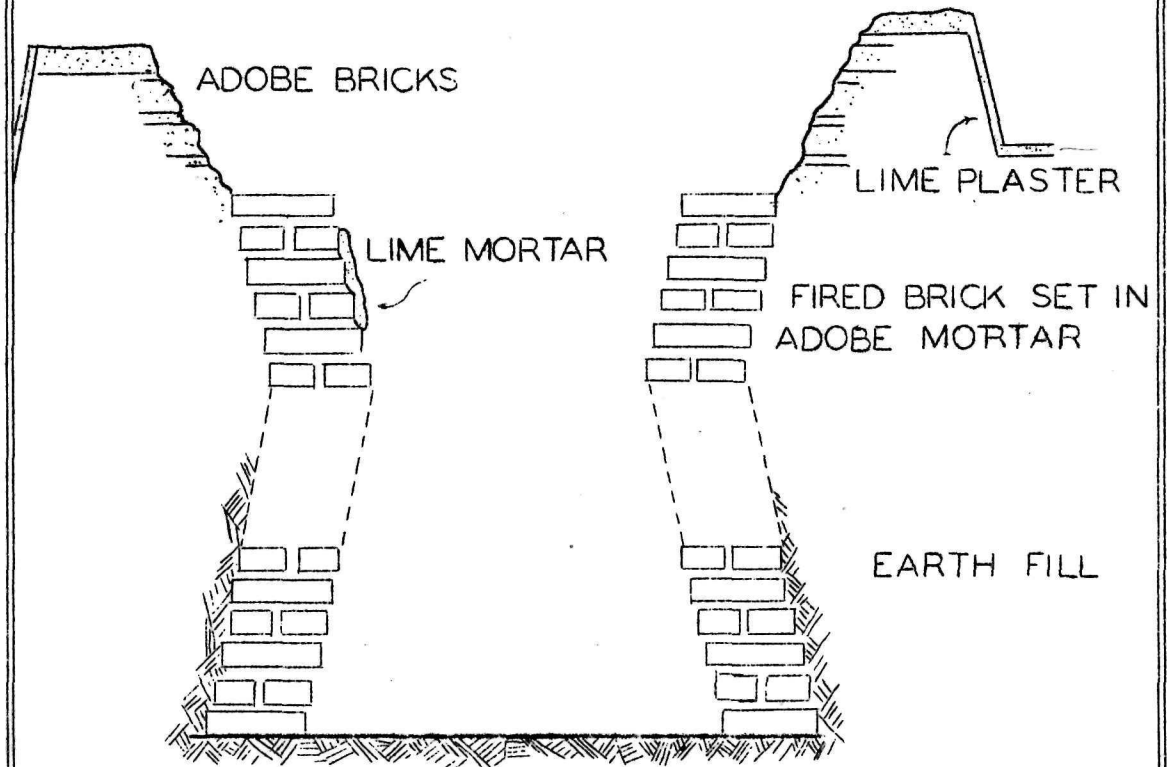 ADOBE BRICKS
LIME PLASTER
LIME MORTAR
FIRED BRICK SET IN
ADOBE MORTAR
EARTH FILL